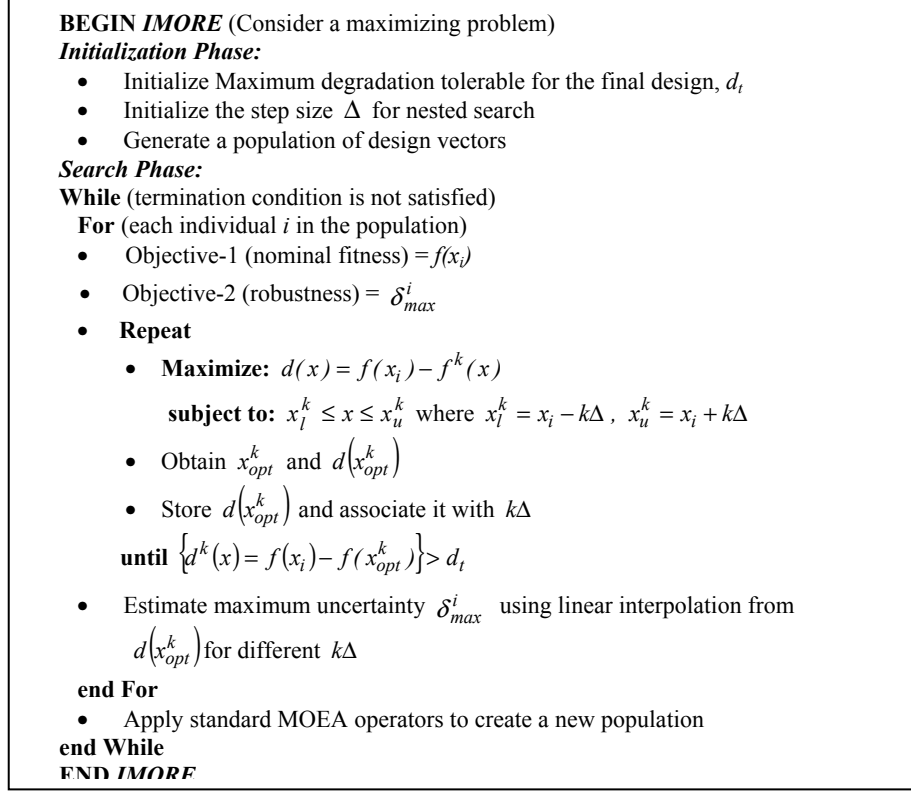 BEGIN IMORE (Consider a maximizing problem)
Initialization Phase:
• Initialize Maximum degradation tolerable for the final design, d_t
• Initialize the step size Δ for nested search
• Generate a population of design vectors
Search Phase:
While (termination condition is not satisfied)
For (each individual i in the population)
• Objective-1 (nominal fitness) = f(x_i)
• Objective-2 (robustness) = δ^i_max
• Repeat
• Maximize: d(x) = f(x_i) − f^k(x)
subject to: x^k_l ≤ x ≤ x^k_u where x^k_l = x_i − kΔ , x^k_u = x_i + kΔ
• Obtain x^k_opt and d(x^k_opt)
• Store d(x^k_opt) and associate it with kΔ
until {d^k(x) = f(x_i) − f(x^k_opt)} > d_t
• Estimate maximum uncertainty δ^i_max using linear interpolation from
d(x^k_opt) for different kΔ
end For
• Apply standard MOEA operators to create a new population
end While
END IMORE